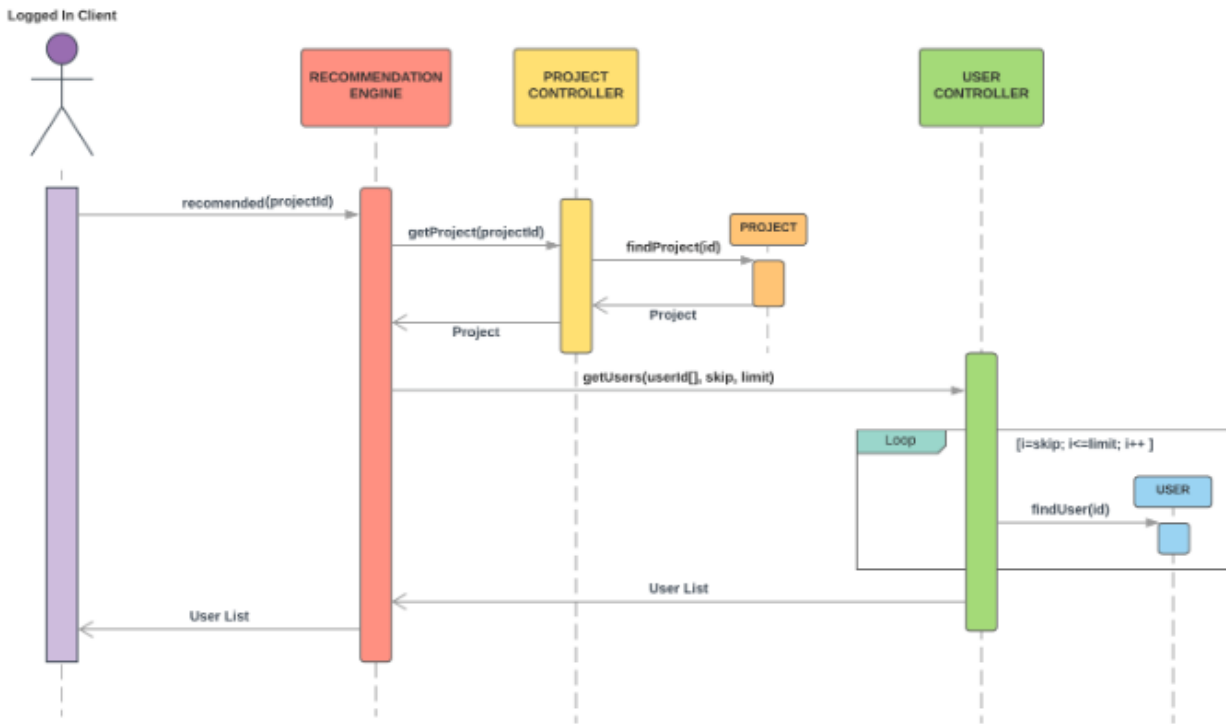 Logged In Client
RECOMMENDATION
ENGINE
PROJECT
CONTROLLER
USER
CONTROLLER
recomended(projectId)
getProject(projectId)
PROJECT
findProject(id)
Project
Project
getUsers(userId[], skip, limit)
Loop
[i=skip; i<=limit; i++ ]
USER
findUser(id)
User List
User List